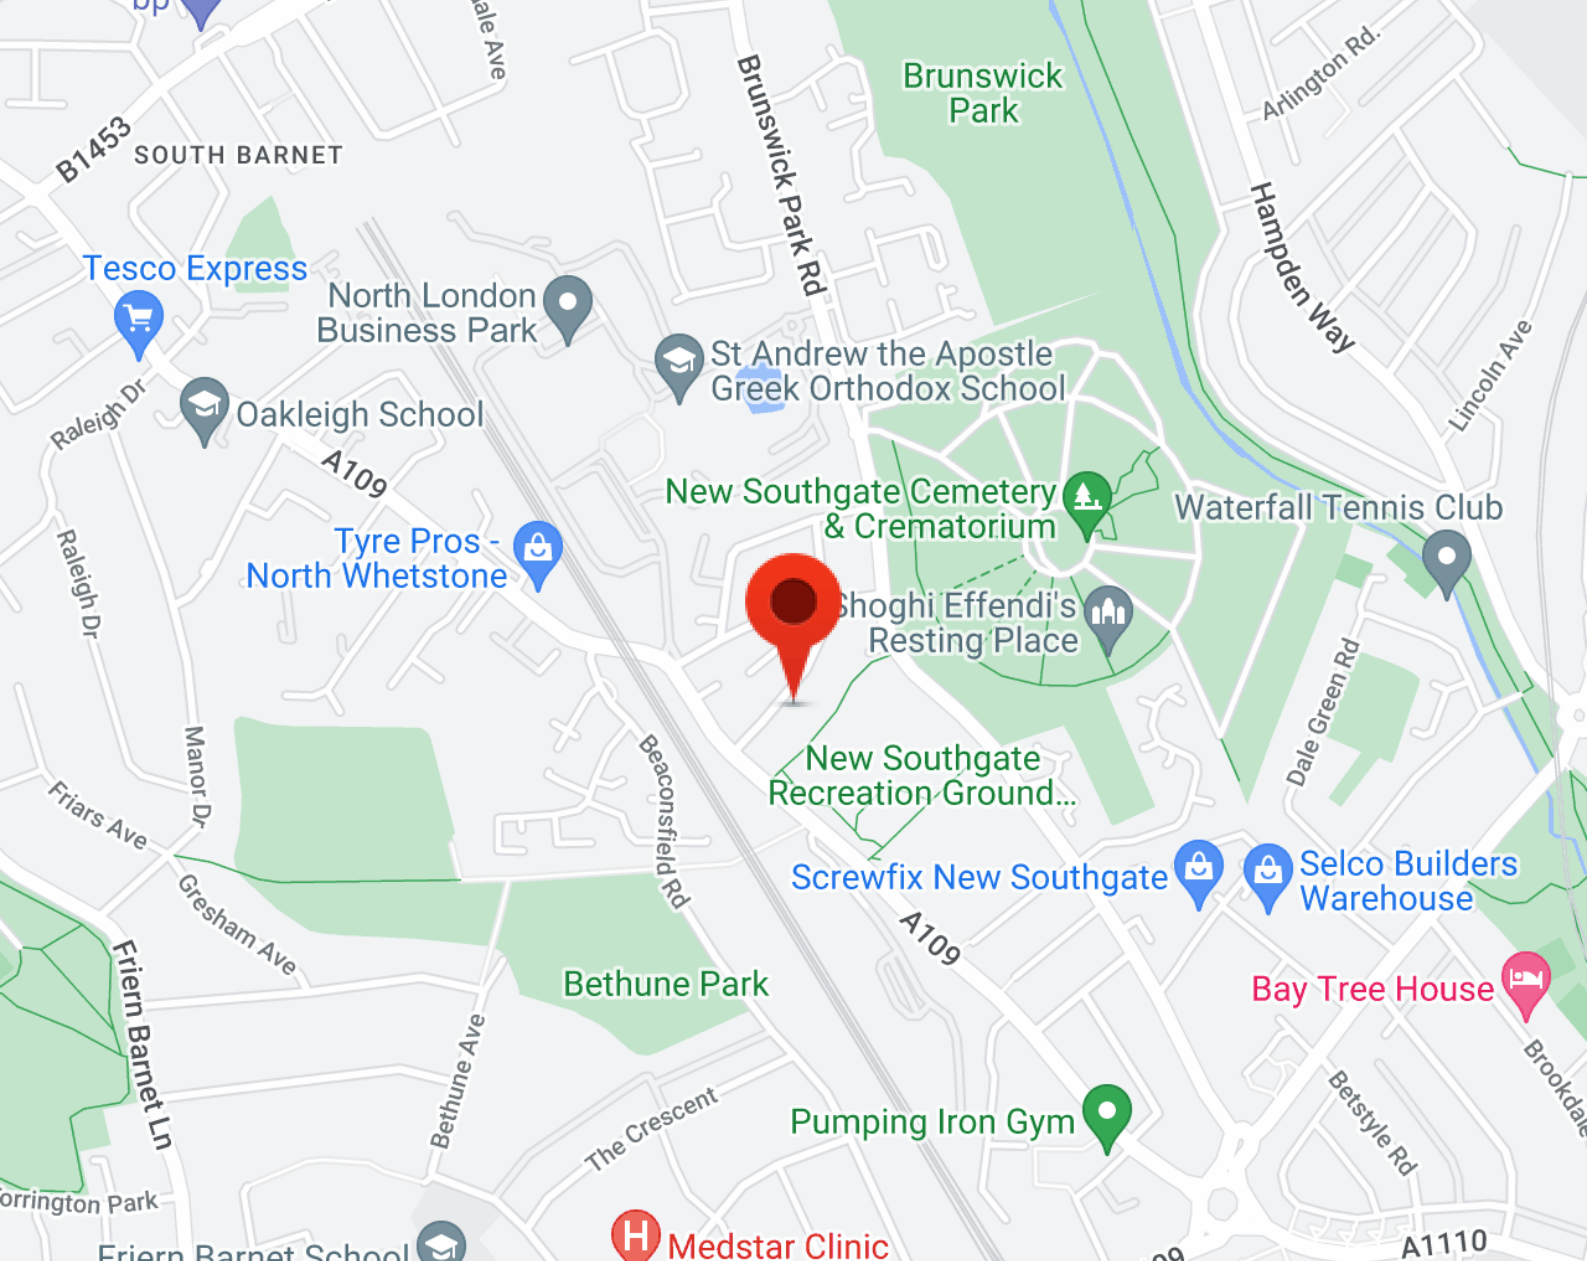 bp
dale Ave
Brunswick
Park
Arlington Rd.
B1453
SOUTH BARNET
Brunswick Park Rd
Hampden Way
Tesco Express
North London
Business Park
St Andrew the Apostle
Greek Orthodox School
Lincoln Ave
Raleigh Dr
Oakleigh School
A109
New Southgate Cemetery
& Crematorium
Waterfall Tennis Club
Tyre Pros -
North Whetstone
Raleigh Dr
Shoghi Effendi's
Resting Place
Dale Green Rd
Manor Dr
Beaconsfield Rd
New Southgate
Recreation Ground...
Friars Ave
Screwfix New Southgate
Selco Builders
Warehouse
Gresham Ave
A109
Friern Barnet Ln
Bethune Park
Bay Tree House
Bethune Ave
Brookdale
Betstyle Rd
The Crescent
Pumping Iron Gym
orrington Park
Friern Barnet School
Medstar Clinic
09
A1110